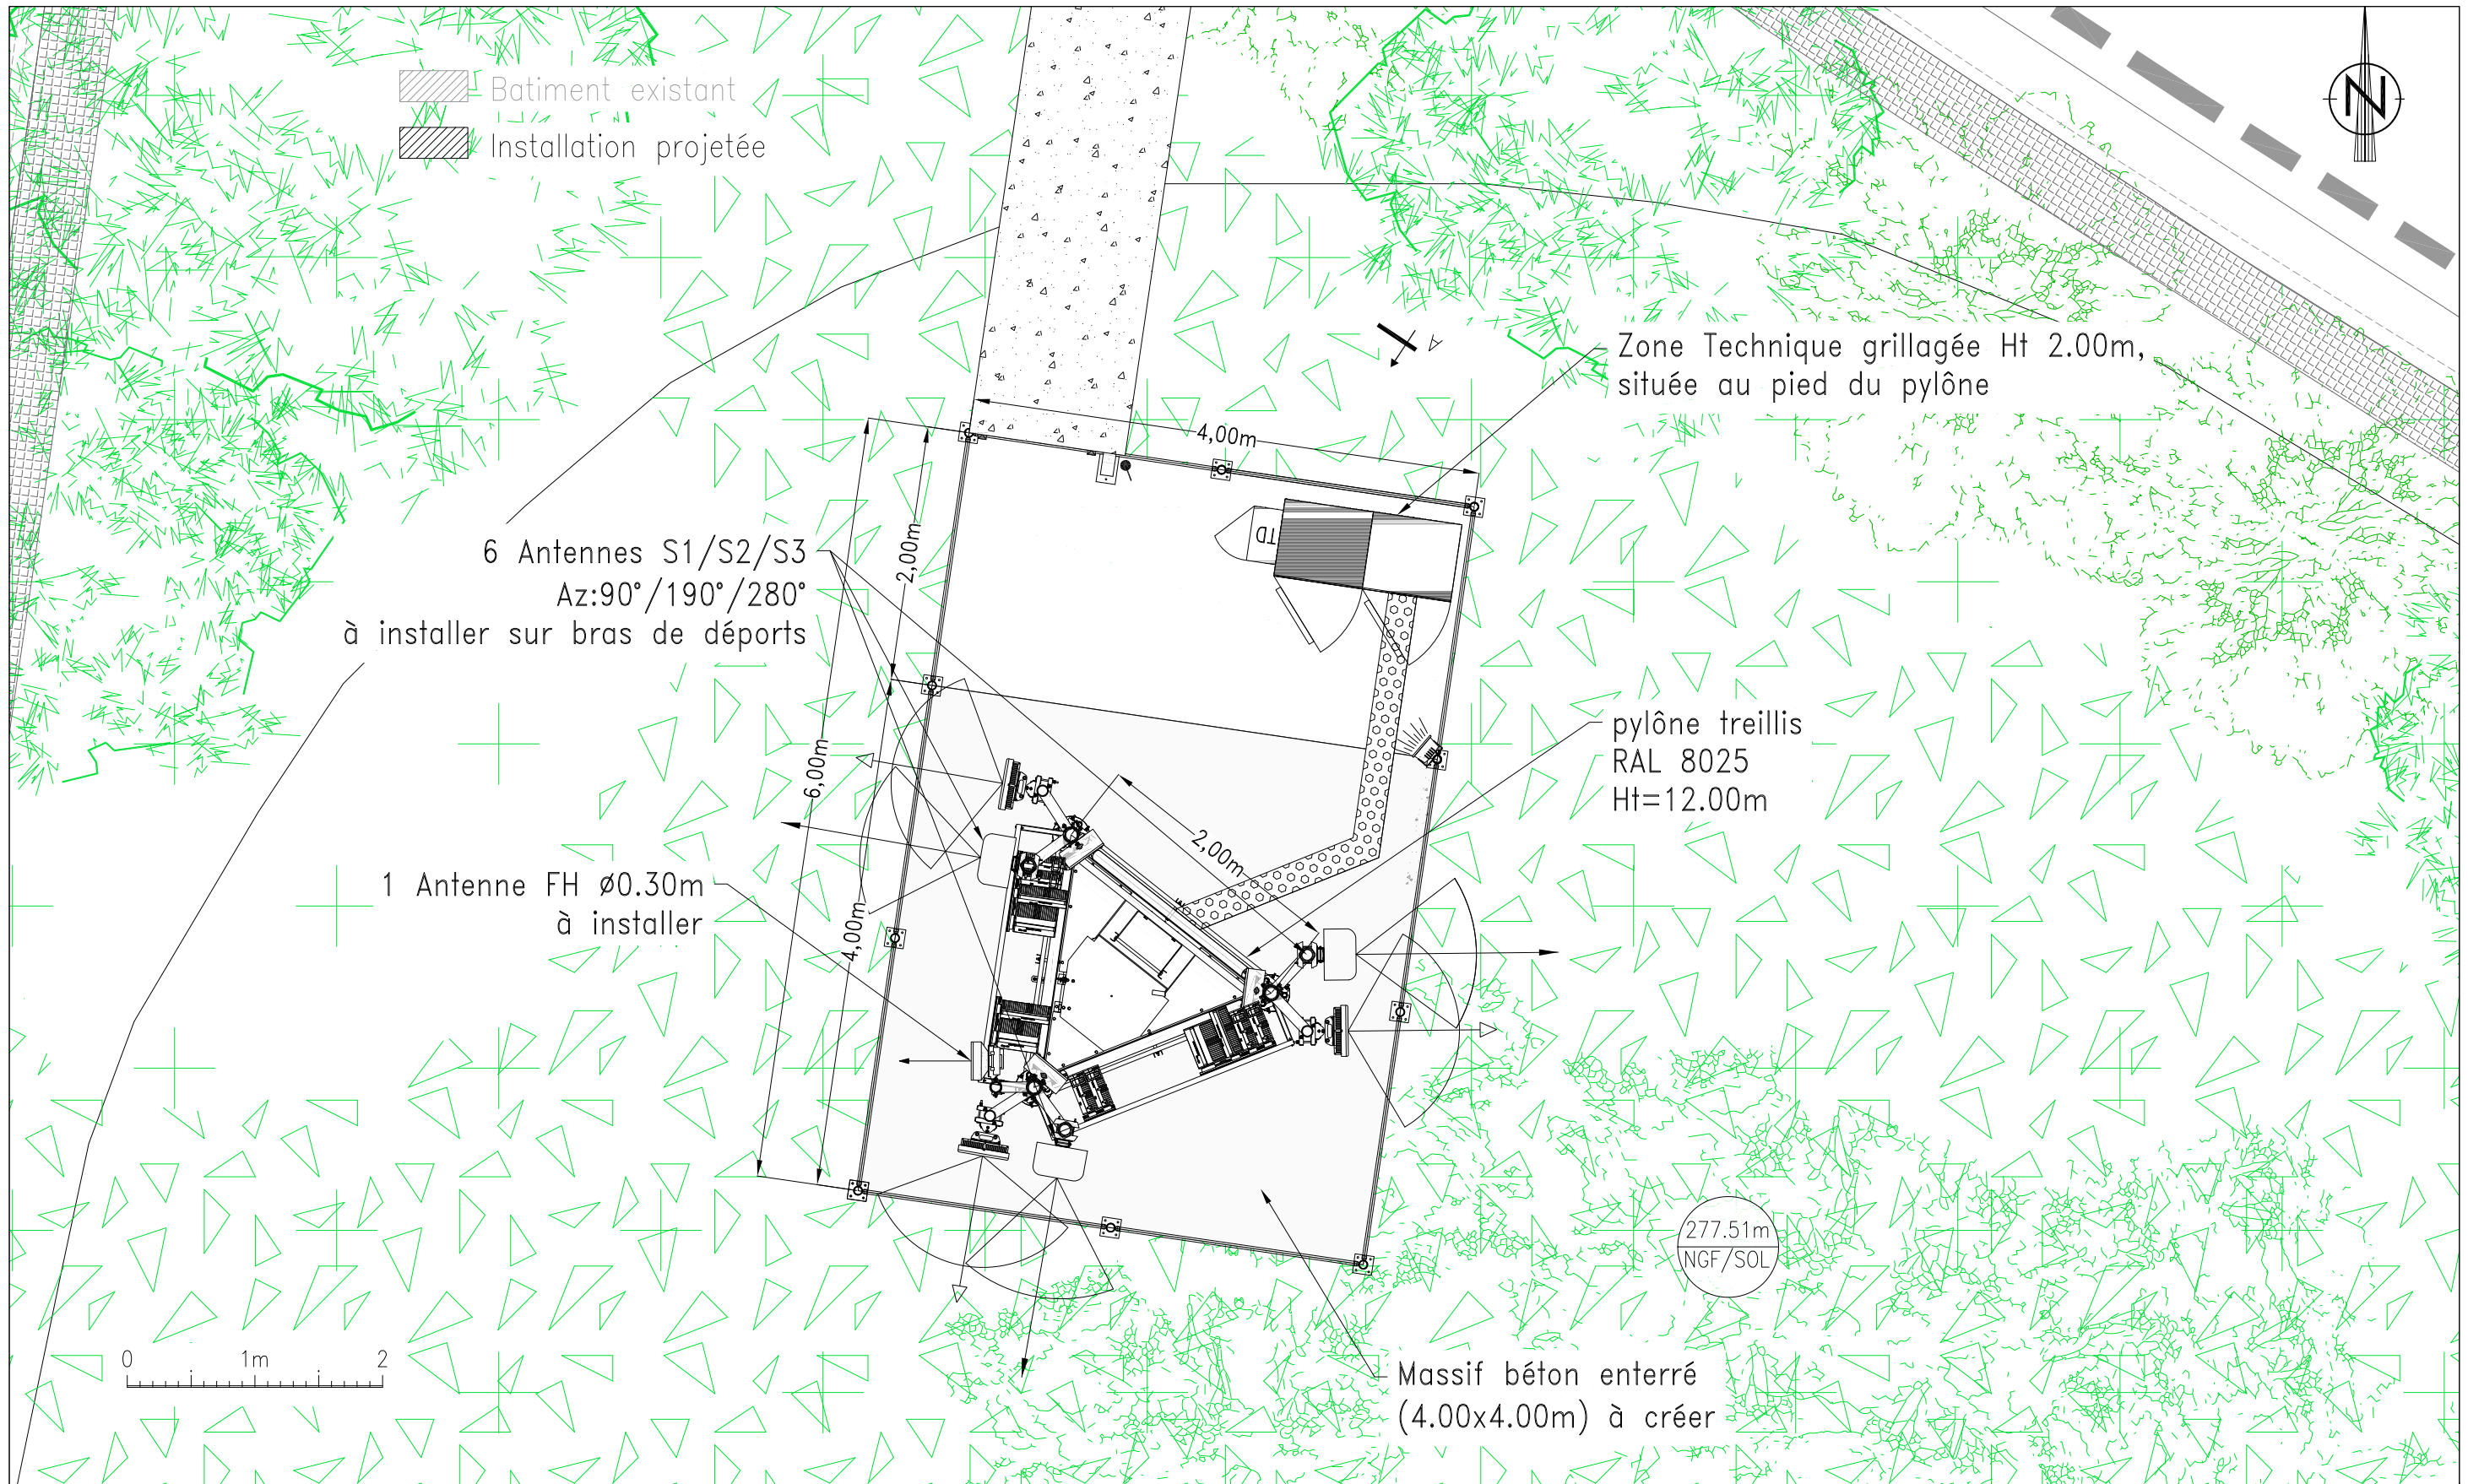 Batiment existant
Installation projetée
N
A
Zone Technique grillagée Ht 2.00m,
située au pied du pylône
4,00m
2,00m
TD
6 Antennes S1/S2/S3
Az:90°/190°/280°
à installer sur bras de déports
pylône treillis
RAL 8025
Ht=12.00m
6,00m
2,00m
1 Antenne FH ø0.30m
à installer
4,00m
277.51m
NGF/SOL
0 1m 2
Massif béton enterré
(4.00x4.00m) à créer